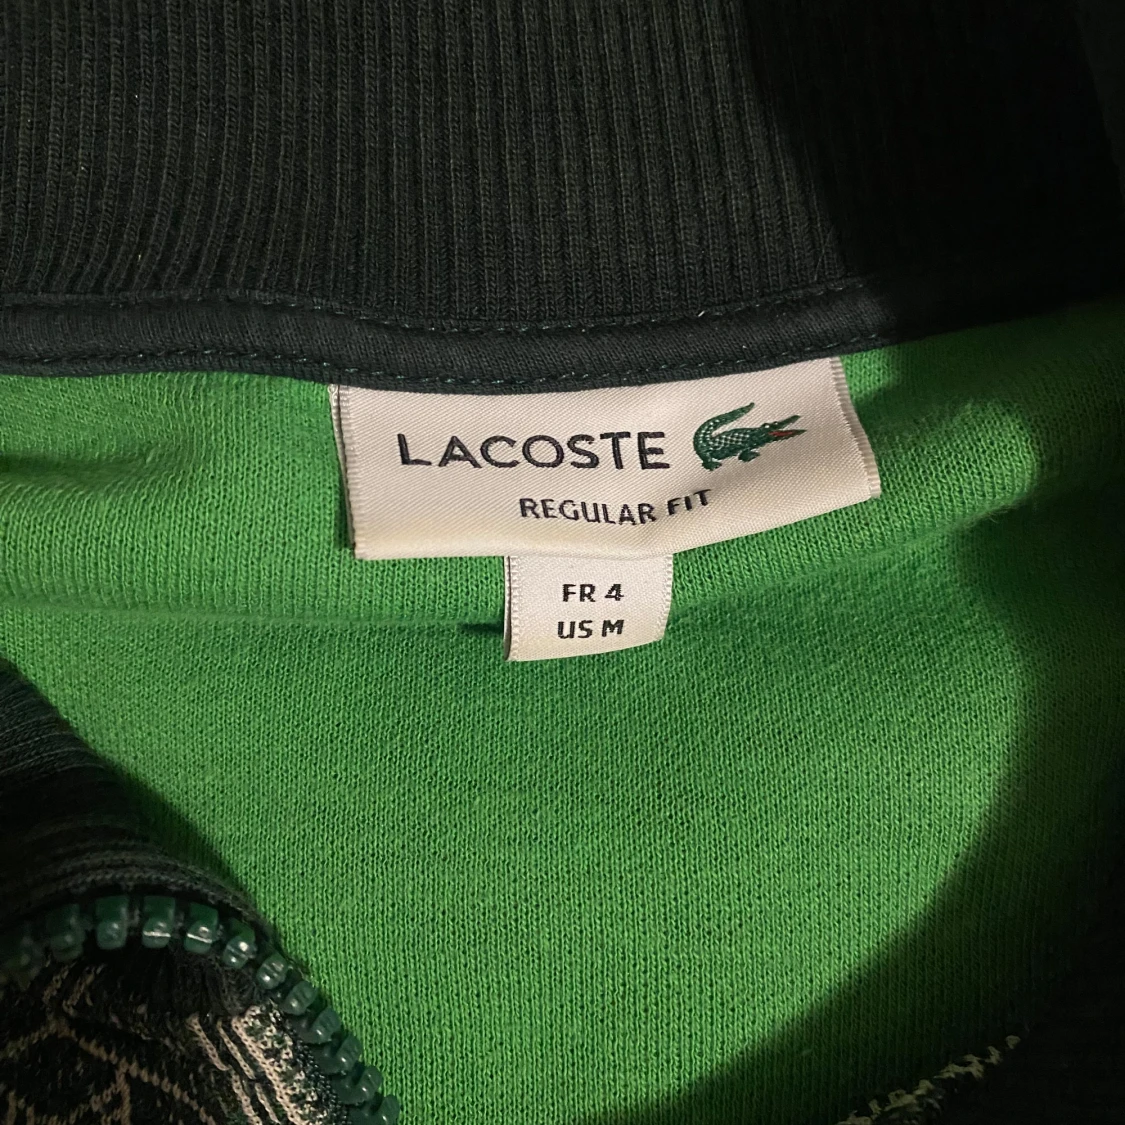 LACOSTE
REGULAR FIT
FR 4
US M